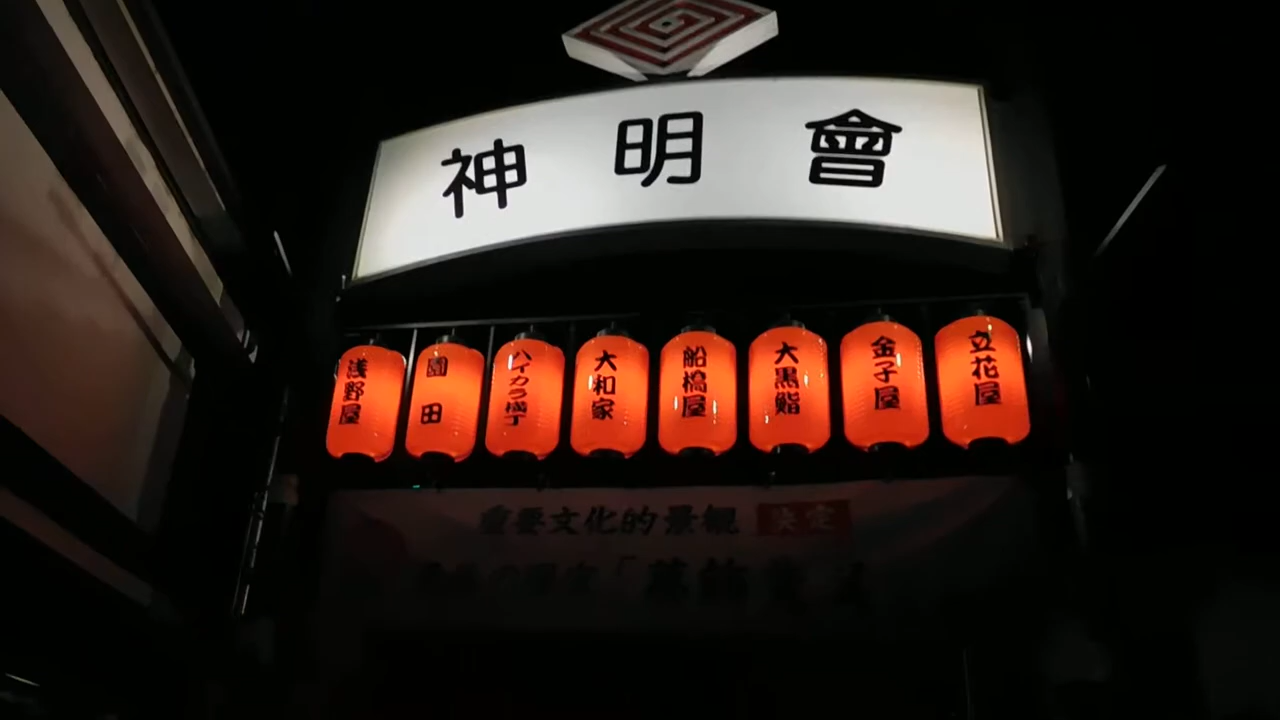 神明會
浅野屋
園田
ハイカラ横丁
大和家
船橋屋
大黒鮨
金子屋
立花屋
重要文化的景観 決定